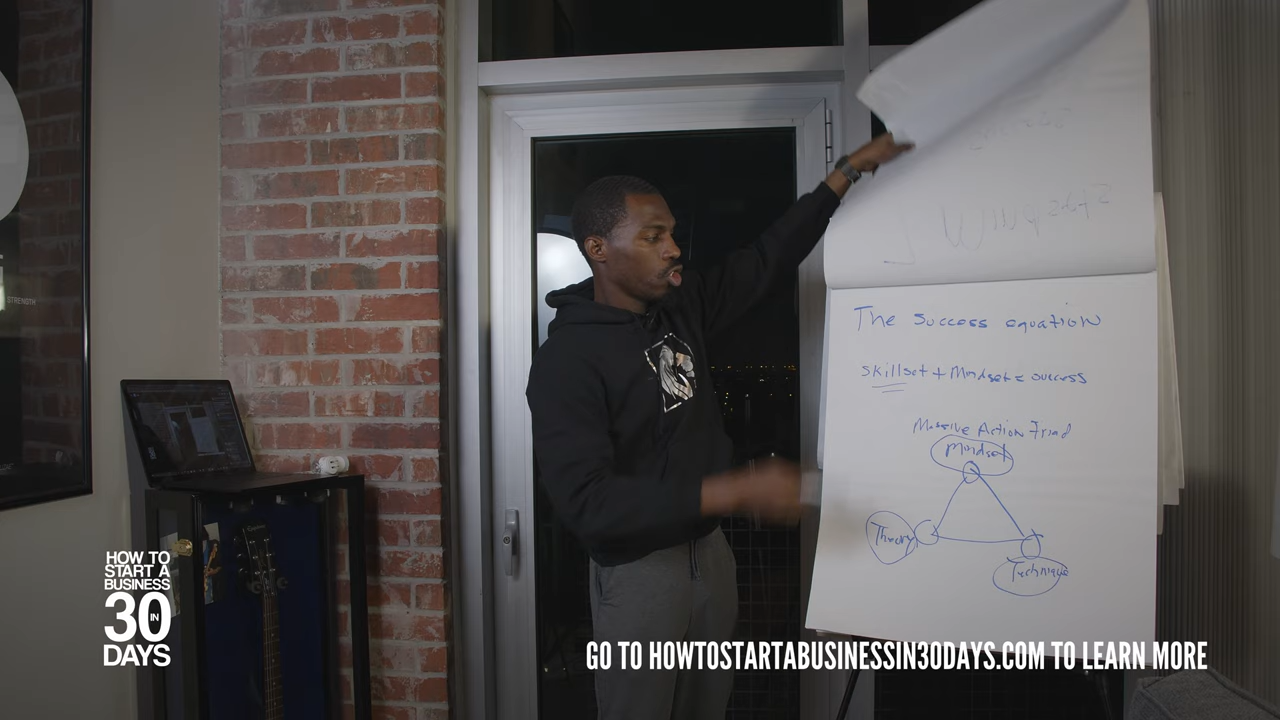 STRENGTH
The success equation
skillset + Mindset = success
Massive Action Triad
Mindset
Theory
Technique
HOW TO
START A
BUSINESS
30 IN
DAYS
GO TO HOWTOSTARTABUSINESSIN30DAYS.COM TO LEARN MORE